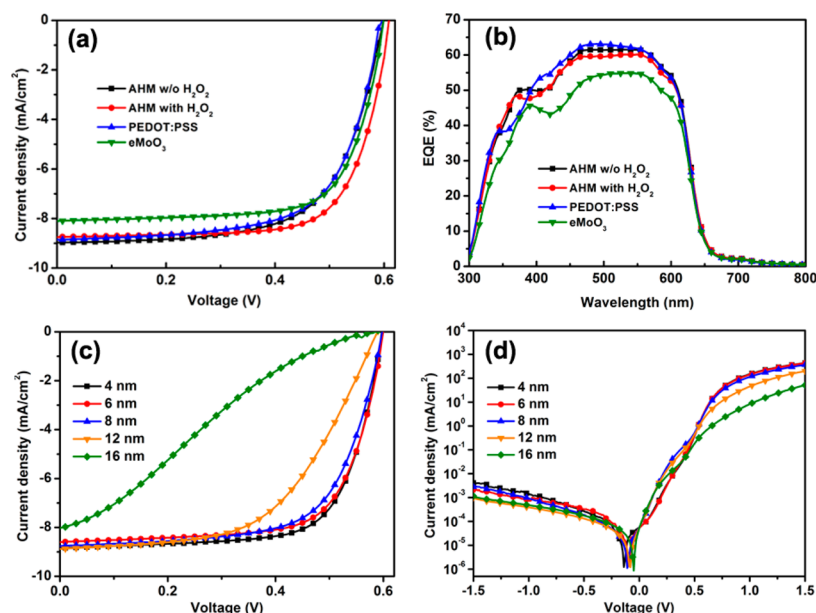 (a)
0
-2
-4
-6
-8
-10
Current density (mA/cm²)
AHM w/o H₂O₂
AHM with H₂O₂
PEDOT:PSS
eMoO₃
0.0 0.2 0.4 0.6
Voltage (V)
(b)
70
60
50
40
30
20
10
0
EQE (%)
AHM w/o H₂O₂
AHM with H₂O₂
PEDOT:PSS
eMoO₃
300 400 500 600 700 800
Wavelength (nm)
(c)
0
-2
-4
-6
-8
-10
Current density (mA/cm²)
4 nm
6 nm
8 nm
12 nm
16 nm
0.0 0.2 0.4 0.6
Voltage (V)
(d)
10⁴
10³
10²
10¹
10⁰
10⁻¹
10⁻²
10⁻³
10⁻⁴
10⁻⁵
10⁻⁶
Current density (mA/cm²)
4 nm
6 nm
8 nm
12 nm
16 nm
-1.5 -1.0 -0.5 0.0 0.5 1.0 1.5
Voltage (V)